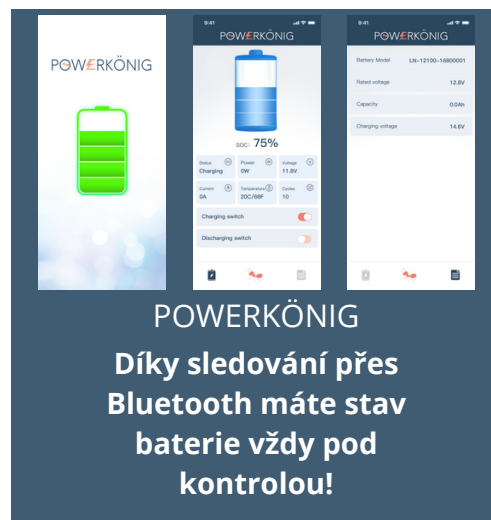 POWERKÖNIG
9:41
POWERKÖNIG
SOC: 75%
Status
Charging
Power
0W
Voltage
11.8V
Current
0A
Temperature
20C/68F
Cycles
10
Charging switch
Discharging switch
9:41
POWERKÖNIG
Battery Model LN-12100-16800001
Rated voltage 12.8V
Capacity 0.0Ah
Charging voltage 14.6V
POWERKÖNIG
Díky sledování přes
Bluetooth máte stav
baterie vždy pod
kontrolou!